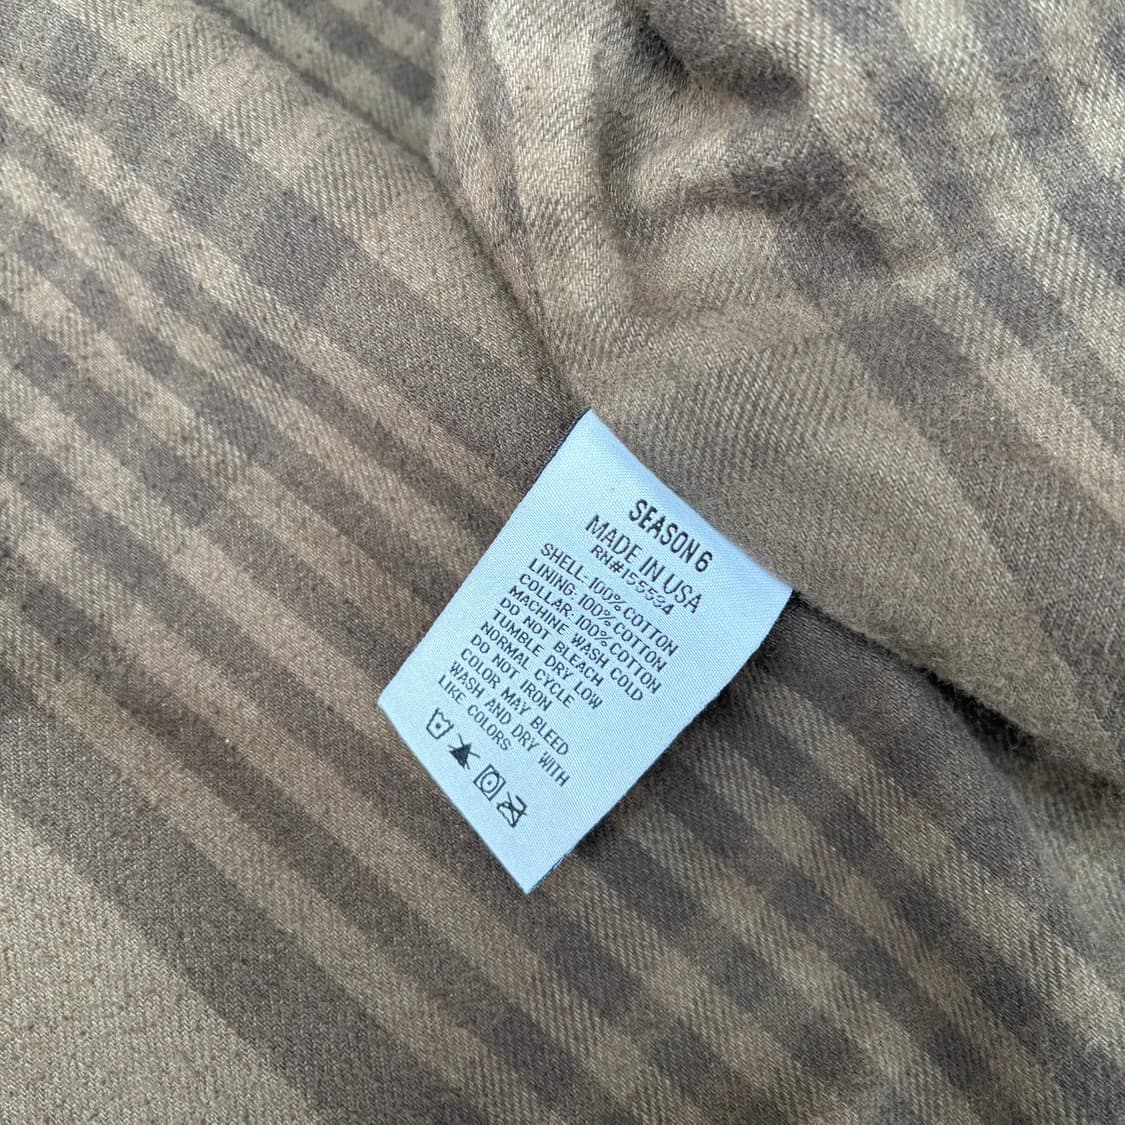 SEASON 6
MADE IN USA
RN#155534
SHELL: 100% COTTON
LINING: 100% COTTON
COLLAR: 100% COTTON
MACHINE WASH COLD
DO NOT BLEACH
TUMBLE DRY LOW
NORMAL CYCLE
DO NOT IRON
COLOR MAY BLEED
WASH AND DRY WITH
LIKE COLORS